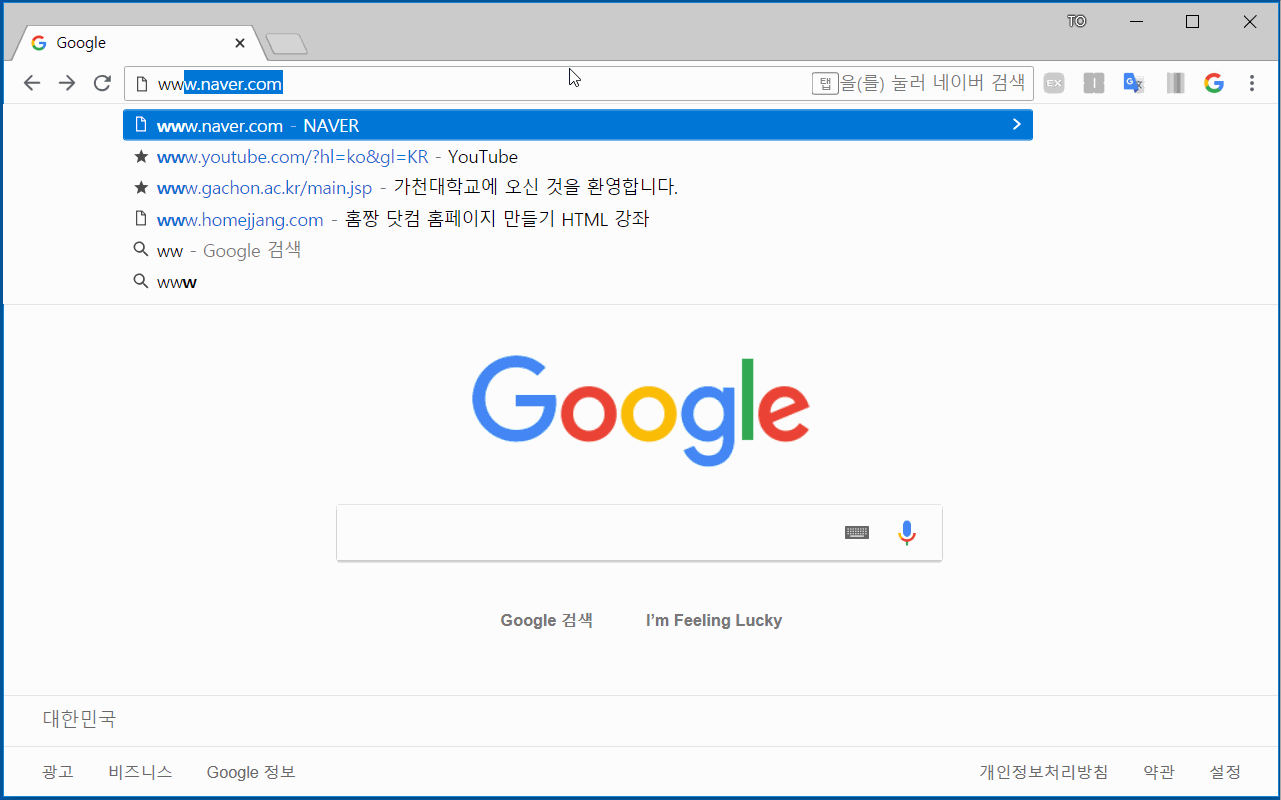 TO
Google
www.naver.com 탭 을(를) 눌러 네이버 검색 EX
www.naver.com - NAVER
www.youtube.com/?hl=ko&gl=KR - YouTube
www.gachon.ac.kr/main.jsp - 가천대학교에 오신 것을 환영합니다.
www.homejjang.com - 홈짱 닷컴 홈페이지 만들기 HTML 강좌
ww - Google 검색
www
Google
Google 검색 I'm Feeling Lucky
대한민국
광고 비즈니스 Google 정보 개인정보처리방침 약관 설정